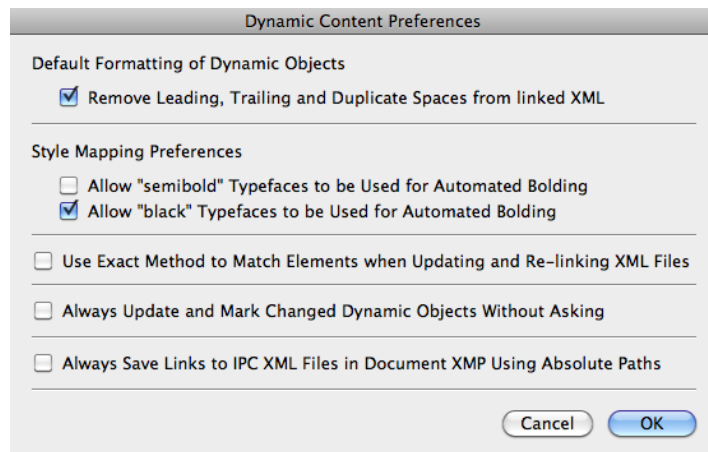 Dynamic Content Preferences
Default Formatting of Dynamic Objects
Remove Leading, Trailing and Duplicate Spaces from linked XML
Style Mapping Preferences
Allow "semibold" Typefaces to be Used for Automated Bolding
Allow "black" Typefaces to be Used for Automated Bolding
Use Exact Method to Match Elements when Updating and Re-linking XML Files
Always Update and Mark Changed Dynamic Objects Without Asking
Always Save Links to IPC XML Files in Document XMP Using Absolute Paths
Cancel OK